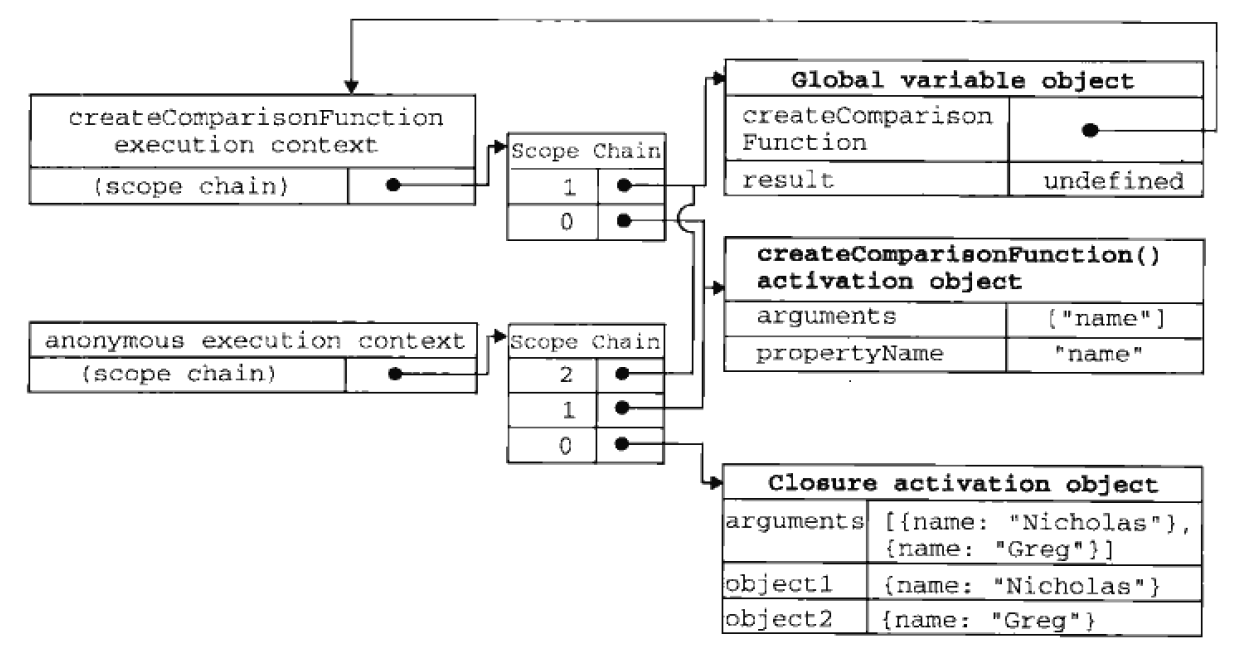 createComparisonFunction
execution context
(scope chain)
Scope Chain
1
0
Global variable object
createComparison
Function
result undefined
createComparisonFunction()
activation object
arguments ["name"]
propertyName "name"
anonymous execution context
(scope chain)
Scope Chain
2
1
0
Closure activation object
arguments [{name: "Nicholas"},
{name: "Greg"}]
object1 {name: "Nicholas"}
object2 {name: "Greg"}